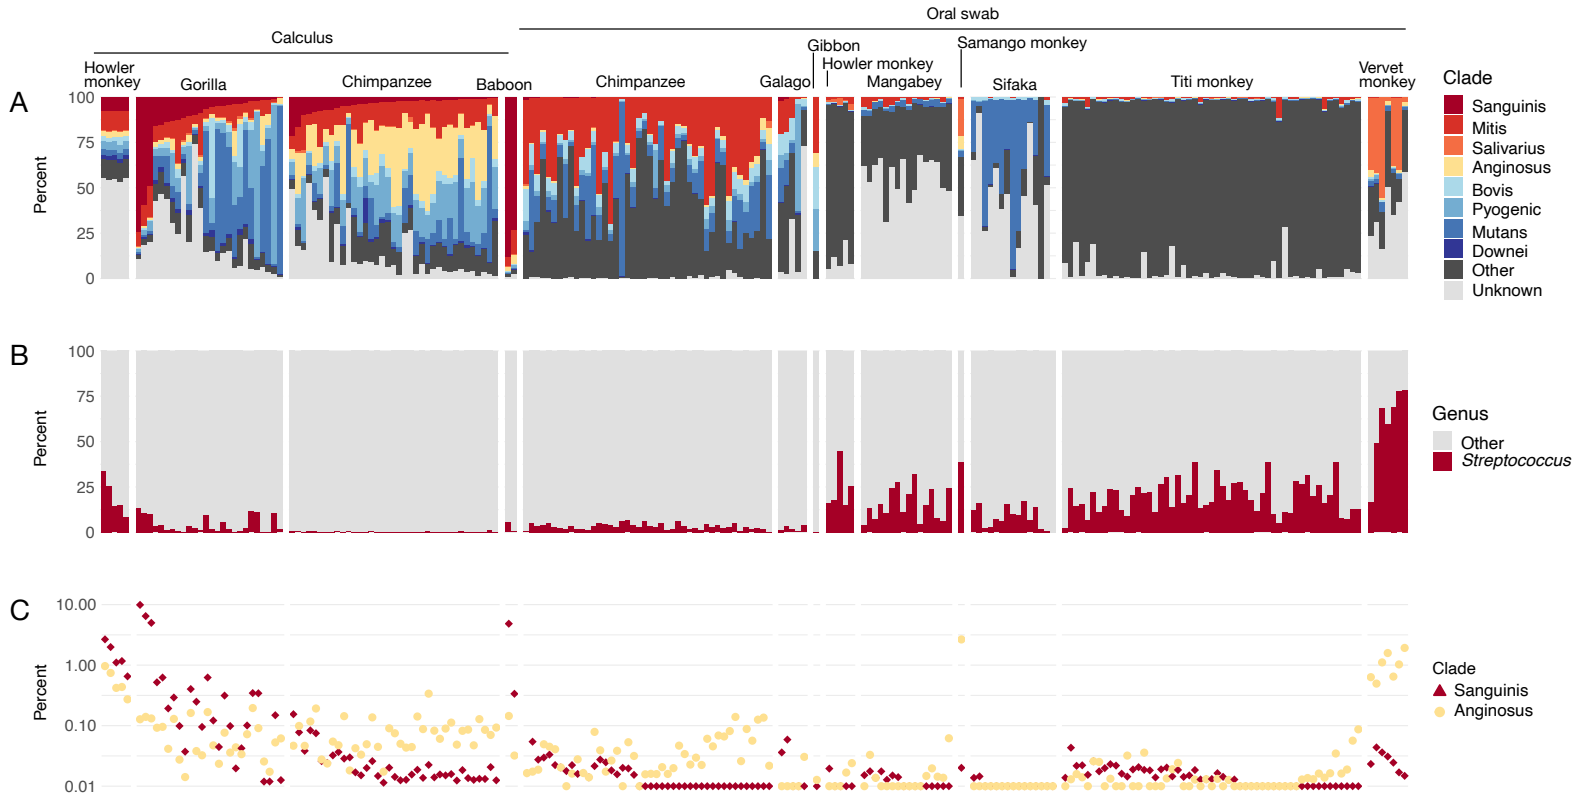 Calculus
Oral swab
Howler
monkey
Gorilla
Chimpanzee
Baboon
Chimpanzee
Galago
Gibbon
Howler monkey
Mangabey
Samango monkey
Sifaka
Titi monkey
Vervet
monkey
A
Percent
100
75
50
25
0
Clade
Sanguinis
Mitis
Salivarius
Anginosus
Bovis
Pyogenic
Mutans
Downei
Other
Unknown
B
Percent
100
75
50
25
0
Genus
Other
Streptococcus
C
Percent
10.00
1.00
0.10
0.01
Clade
Sanguinis
Anginosus